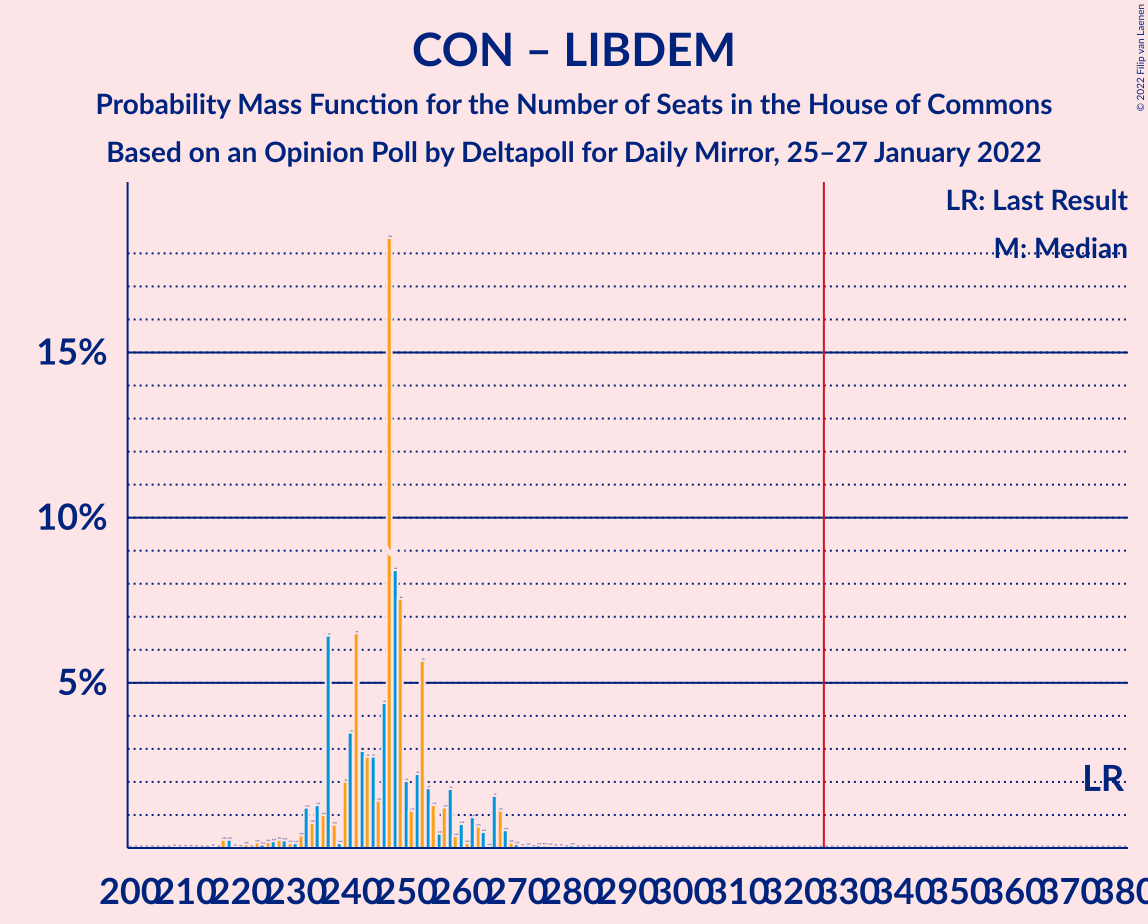 CON – LIBDEM
Probability Mass Function for the Number of Seats in the House of Commons
Based on an Opinion Poll by Deltapoll for Daily Mirror, 25–27 January 2022
© 2022 Filip van Laenen
LR: Last Result
M: Median
15%
10%
5%
LR
200 210 220 230 240 250 260 270 280 290 300 310 320 330 340 350 360 370 380